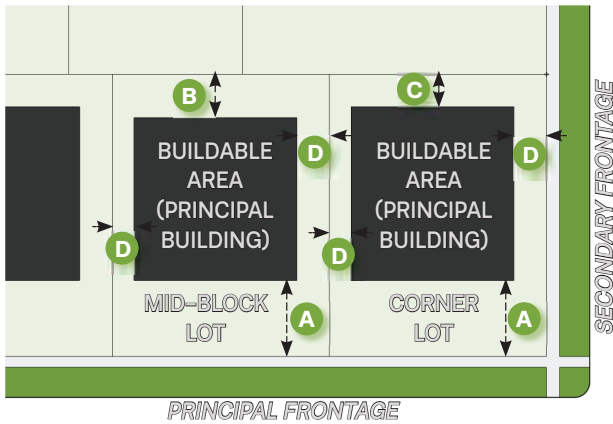 B
C
BUILDABLE
AREA
(PRINCIPAL
BUILDING)
D
BUILDABLE
AREA
(PRINCIPAL
BUILDING)
D
D
D
MID-BLOCK
LOT
A
CORNER
LOT
A
PRINCIPAL FRONTAGE
SECONDARY FRONTAGE